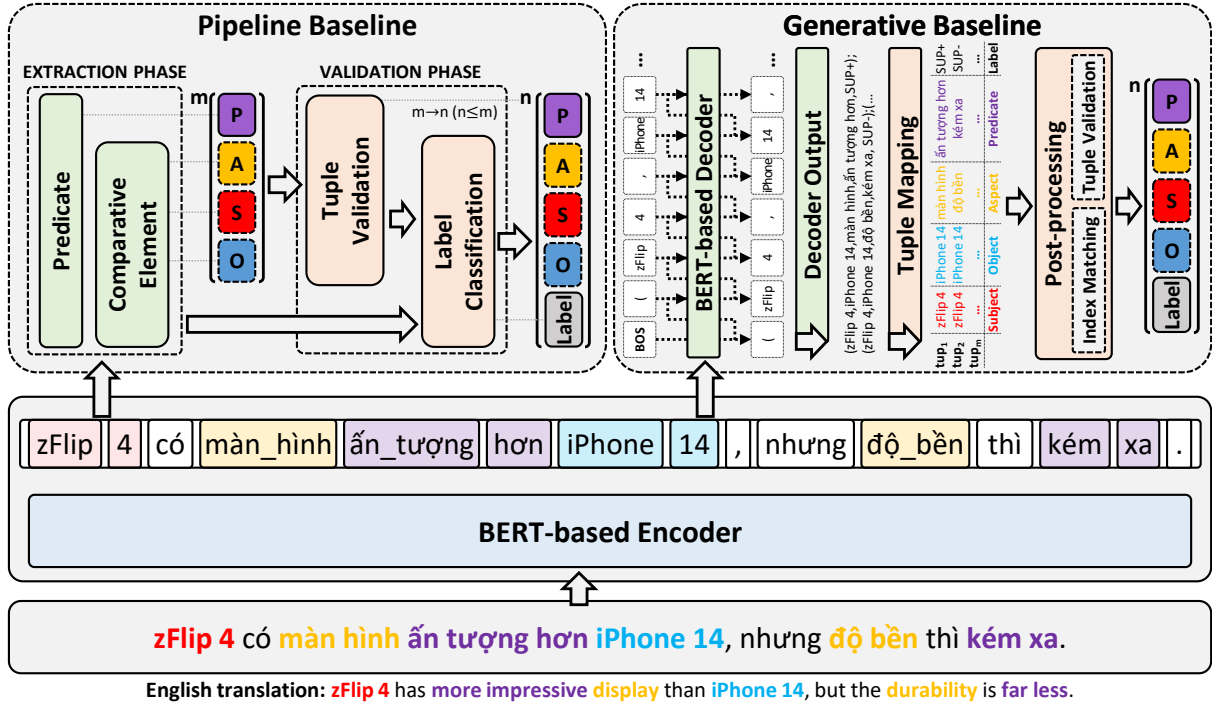 Pipeline Baseline
EXTRACTION PHASE
VALIDATION PHASE
Predicate
Comparative
Element
m
P
A
S
O
Tuple
Validation
m→n (n≤m)
Label
Classification
n
P
A
S
O
Label
Generative Baseline
BOS
(
zFlip
4
,
iPhone
14
...
BERT-based Decoder
(
zFlip
4
,
iPhone
14
,
...
Decoder Output
(zFlip 4,iPhone 14,màn hình,ấn tượng hơn,SUP+);
(zFlip 4,iPhone 14,độ bền,kém xa, SUP-);(...
Tuple Mapping
tup1 zFlip 4 iPhone 14 màn hình ấn tượng hơn SUP+
tup2 zFlip 4 iPhone 14 độ bền kém xa SUP-
tupm ... ... ... ... ...
Subject Object Aspect Predicate Label
Post-processing
Index Matching
Tuple Validation
n
P
A
S
O
Label
zFlip 4 có màn_hình ấn_tượng hơn iPhone 14 , nhưng độ_bền thì kém xa .
BERT-based Encoder
zFlip 4 có màn hình ấn tượng hơn iPhone 14, nhưng độ bền thì kém xa.
English translation: zFlip 4 has more impressive display than iPhone 14, but the durability is far less.